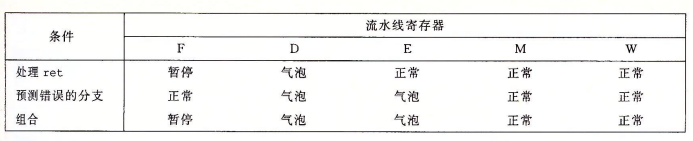 条件 流水线寄存器
F D E M W
处理 ret 暂停 气泡 正常 正常 正常
预测错误的分支 正常 气泡 气泡 正常 正常
组合 暂停 气泡 气泡 正常 正常